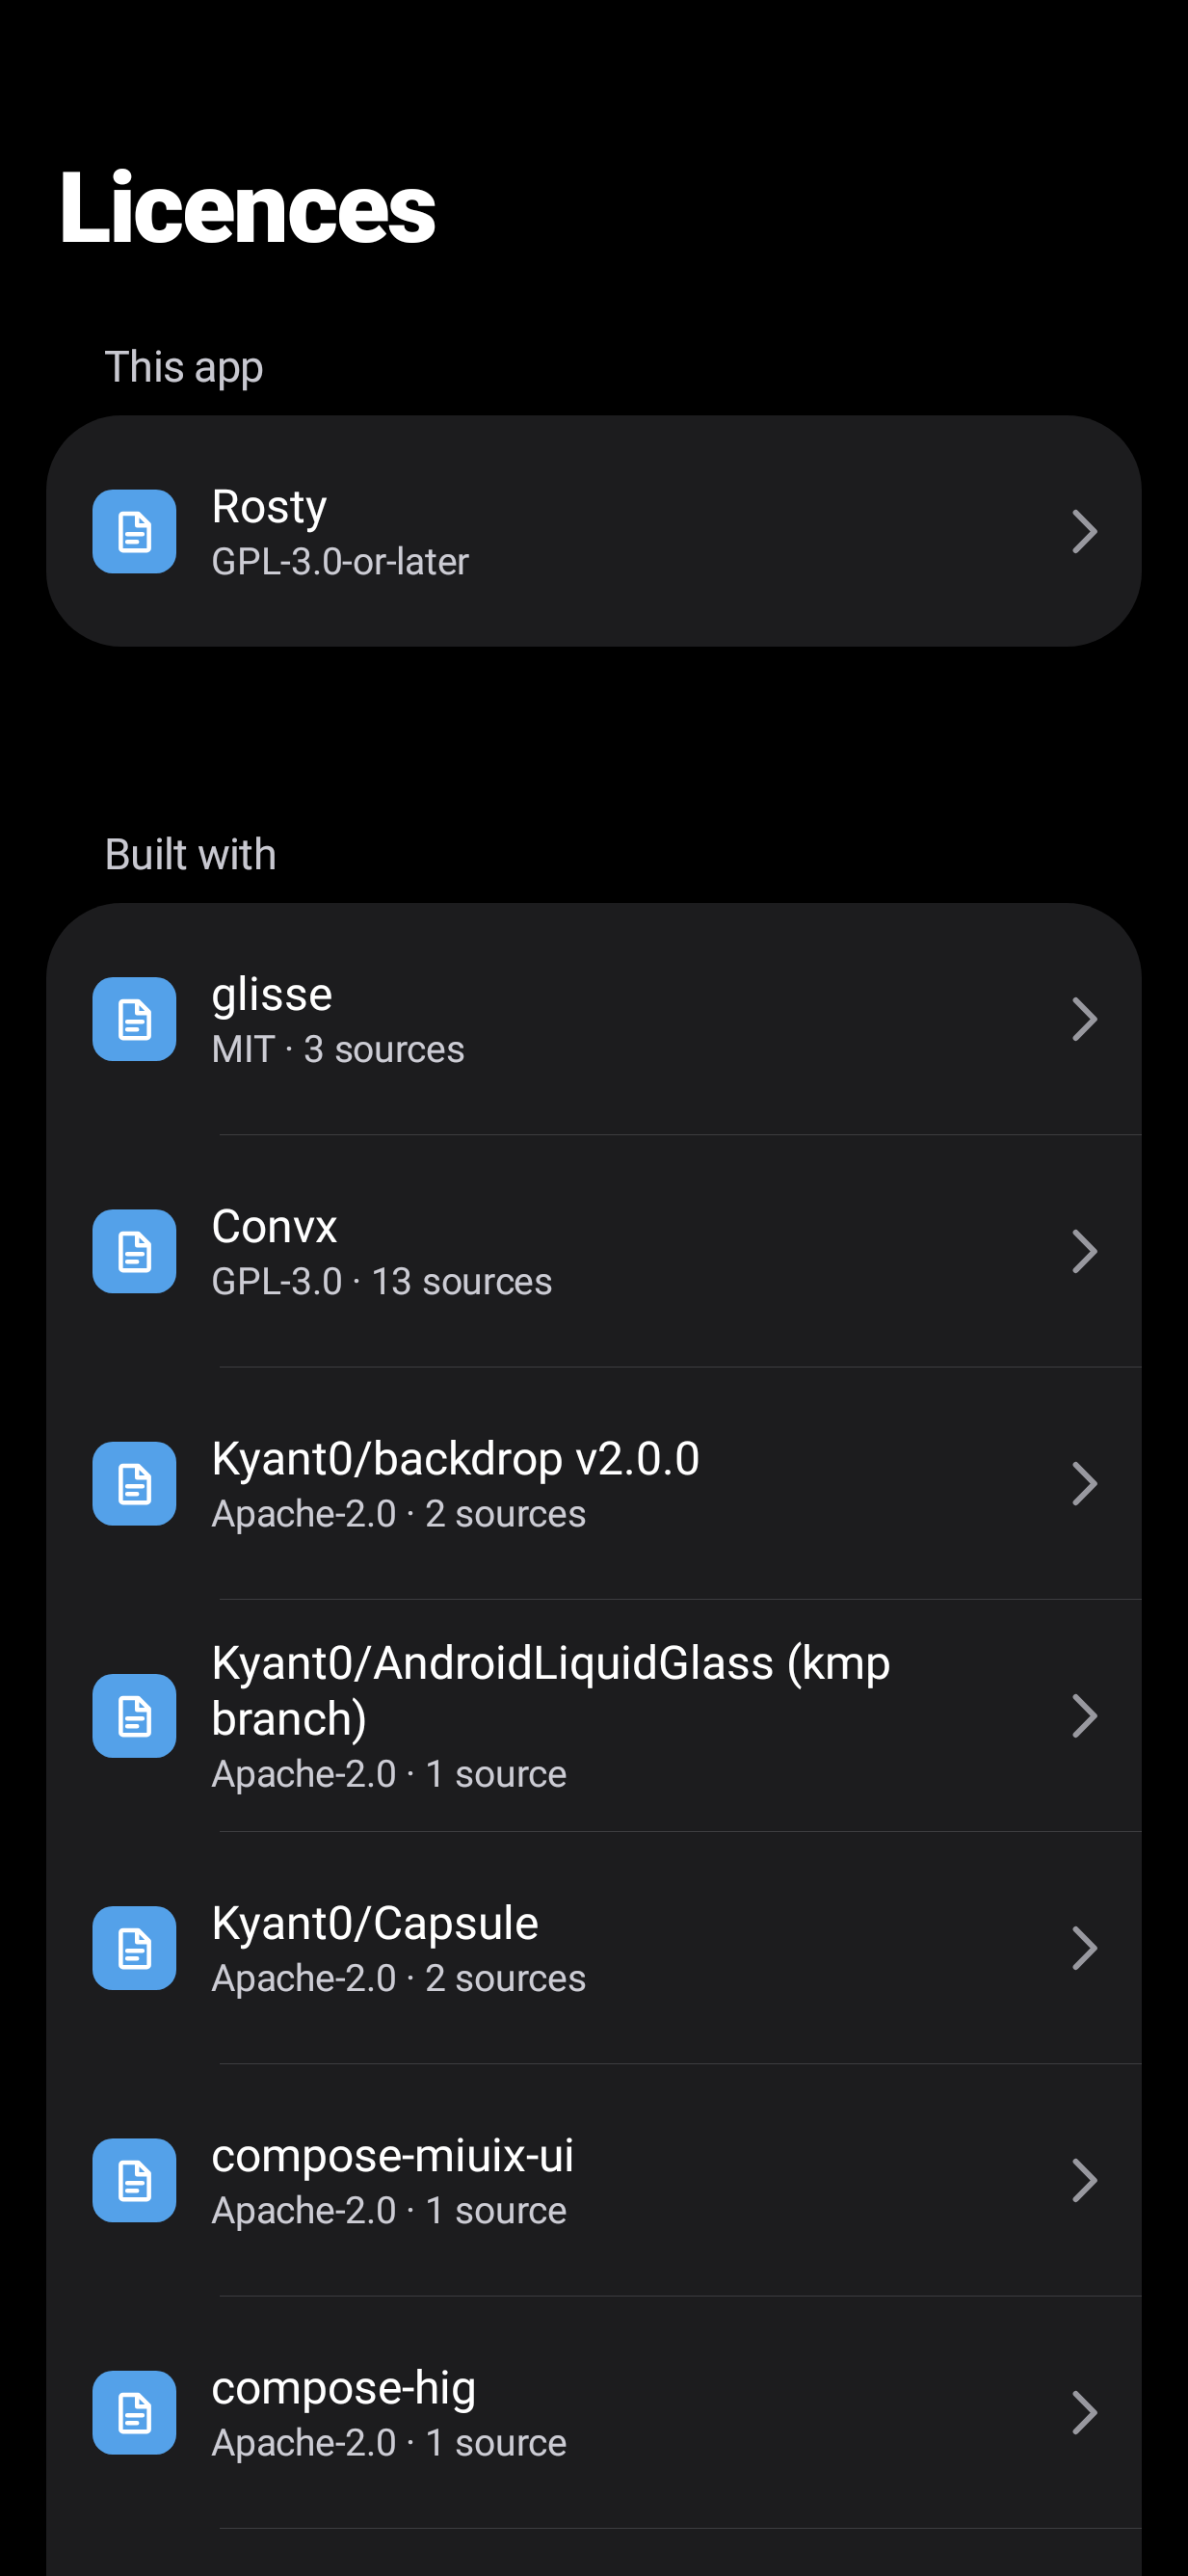 Licences
This app
Rosty
GPL-3.0-or-later
Built with
glisse
MIT · 3 sources
Convx
GPL-3.0 · 13 sources
Kyant0/backdrop v2.0.0
Apache-2.0 · 2 sources
Kyant0/AndroidLiquidGlass (kmp
branch)
Apache-2.0 · 1 source
Kyant0/Capsule
Apache-2.0 · 2 sources
compose-miuix-ui
Apache-2.0 · 1 source
compose-hig
Apache-2.0 · 1 source